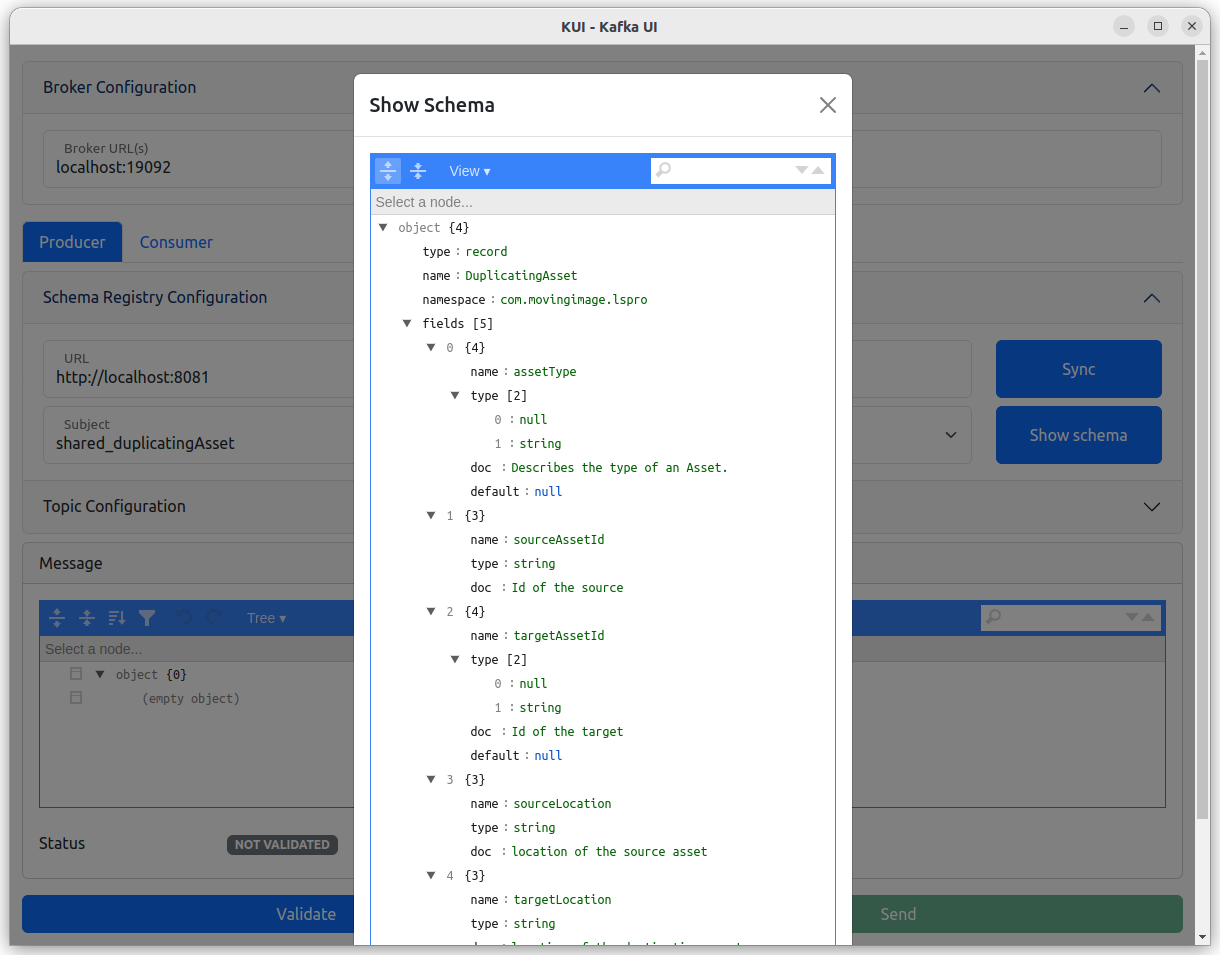 KUI - Kafka UI
Broker Configuration
Broker URL(s)
localhost:19092
Producer
Consumer
Schema Registry Configuration
URL
http://localhost:8081
Sync
Subject
shared_duplicatingAsset
Show schema
Topic Configuration
Message
Tree ▾
Select a node...
object {0}
(empty object)
Status
NOT VALIDATED
Validate
Send
Show Schema
View ▾
Select a node...
object {4}
type : record
name : DuplicatingAsset
namespace : com.movingimage.lspro
fields [5]
0 {4}
name : assetType
type [2]
0 : null
1 : string
doc : Describes the type of an Asset.
default : null
1 {3}
name : sourceAssetId
type : string
doc : Id of the source
2 {4}
name : targetAssetId
type [2]
0 : null
1 : string
doc : Id of the target
default : null
3 {3}
name : sourceLocation
type : string
doc : location of the source asset
4 {3}
name : targetLocation
type : string